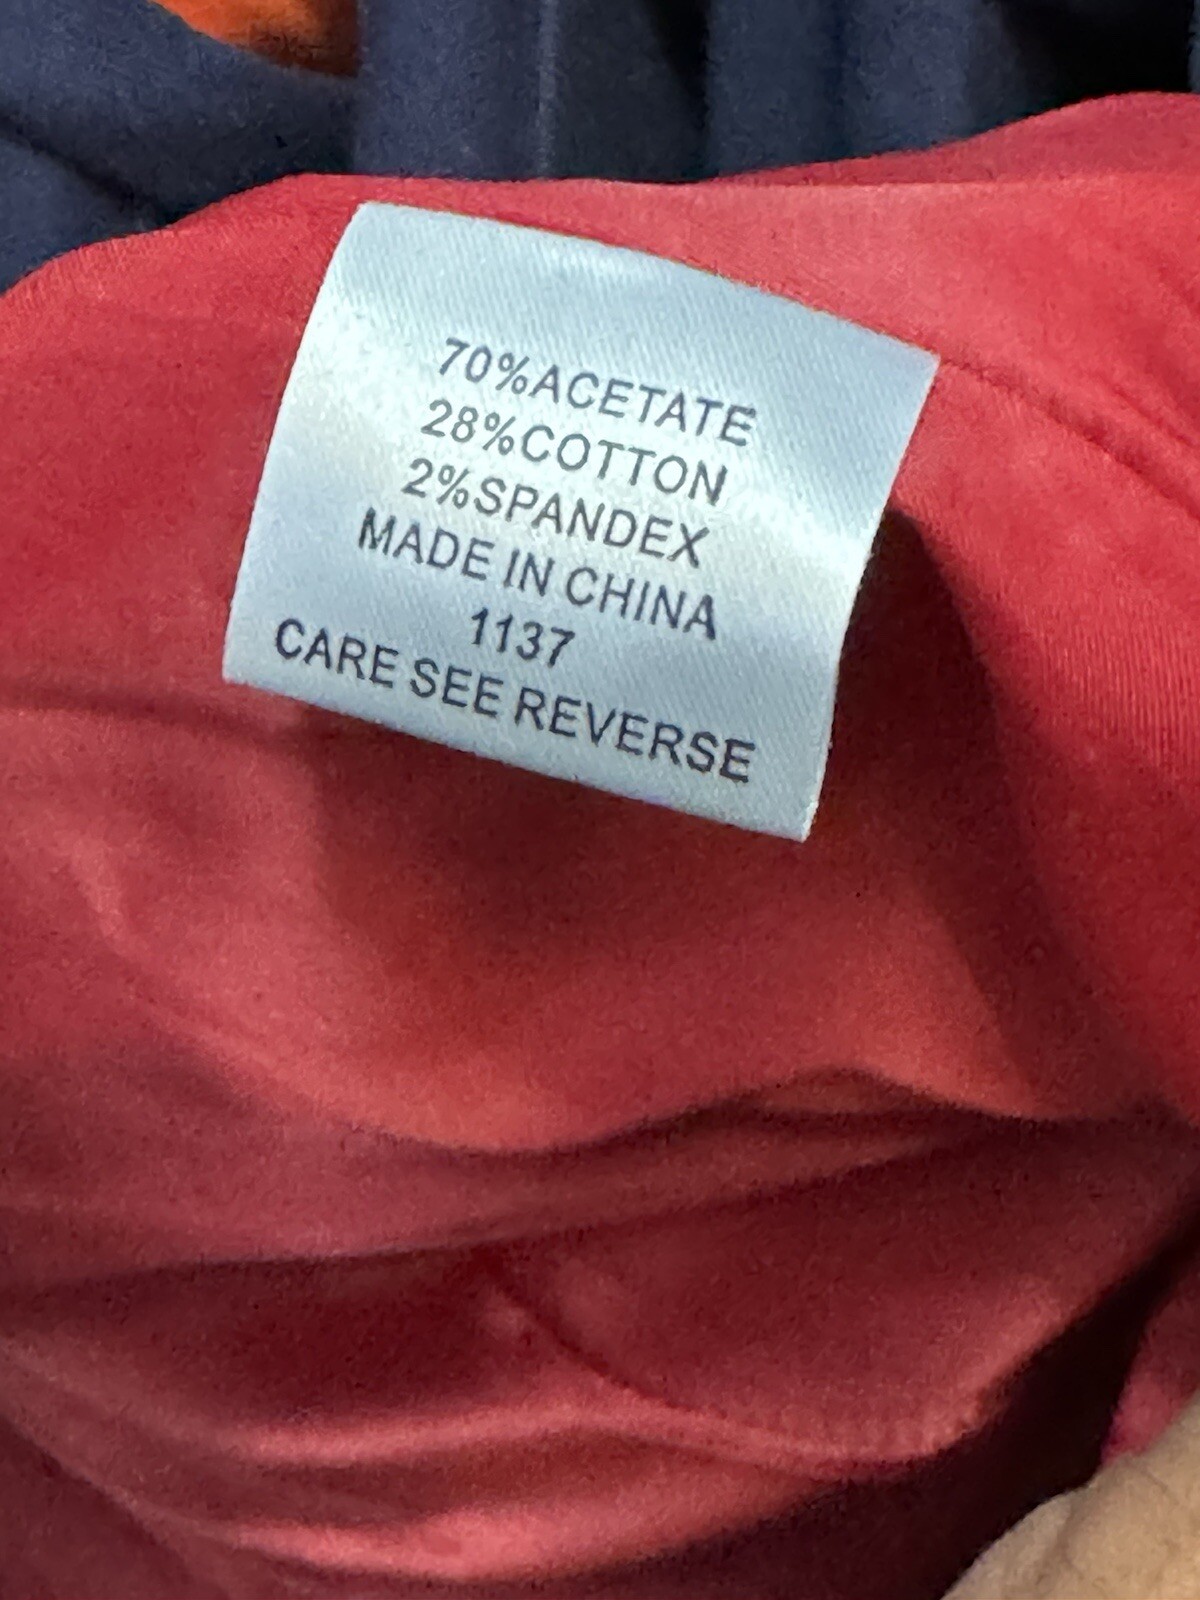 70%ACETATE
28%COTTON
2%SPANDEX
MADE IN CHINA
1137
CARE SEE REVERSE